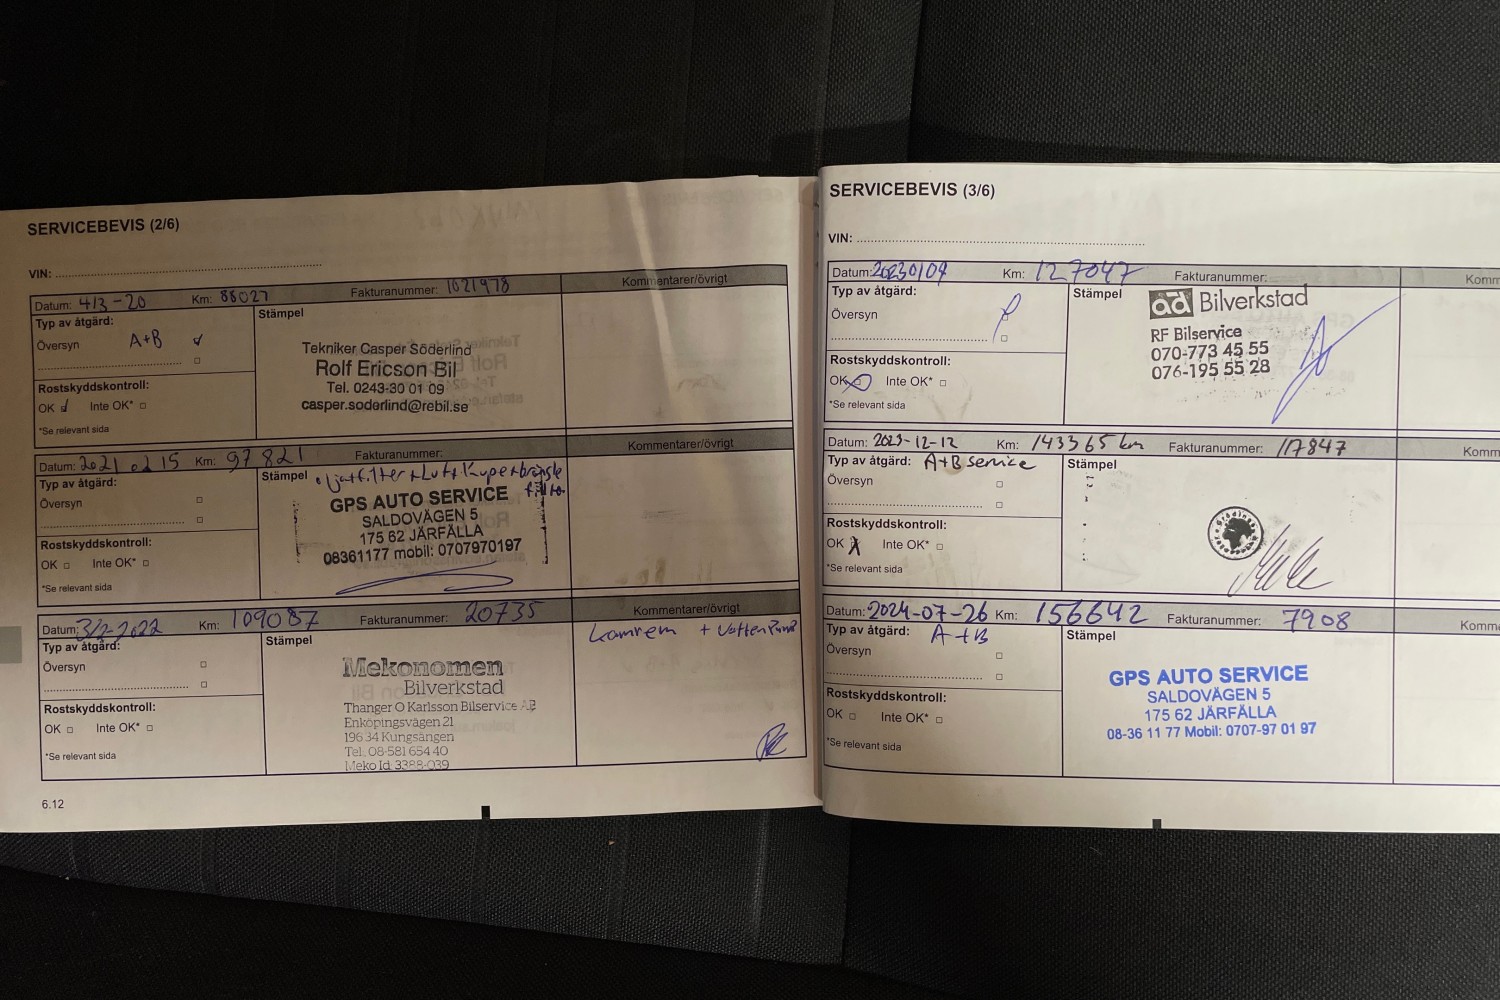 SERVICEBEVIS (2/6)
VIN:
Datum: 4/3-20 Km: 88027 Fakturanummer: 1021978 Kommentarer/övrigt
Typ av åtgärd: Stämpel
Översyn A+B
Tekniker Casper Söderlind
Rolf Ericson Bil
Tel. 0243-30 01 09
casper.soderlind@rebil.se
Rostskyddskontroll:
OK Inte OK*
*Se relevant sida
Datum: 2021 02 15 Km: 97821 Fakturanummer: Kommentarer/övrigt
Typ av åtgärd: Stämpel
Översyn
GPS AUTO SERVICE
SALDOVÄGEN 5
175 62 JÄRFÄLLA
08361177 mobil: 0707970197
Rostskyddskontroll:
OK Inte OK*
*Se relevant sida
Datum: 3/2-2022 Km: 109087 Fakturanummer: 20735 Kommentarer/övrigt
Typ av åtgärd: Stämpel
Kamrem + Vattenpump
Översyn
Mekonomen
Bilverkstad
Thanger O Karlsson Bilservice AB
Enköpingsvägen 21
196 34 Kungsängen
Tel: 08-581 654 40
Meko Id: 3388-039
Rostskyddskontroll:
OK Inte OK*
*Se relevant sida
6.12
SERVICEBEVIS (3/6)
VIN:
Datum: 20230109 Km: 127047 Fakturanummer: Komm
Typ av åtgärd: Stämpel
Översyn
ad Bilverkstad
RF Bilservice
070-773 45 55
076-195 55 28
Rostskyddskontroll:
OK Inte OK*
*Se relevant sida
Datum: 2023-12-12 Km: 143365 km Fakturanummer: 117847 Komm
Typ av åtgärd: A+B service Stämpel
Översyn
Rostskyddskontroll:
OK Inte OK*
*Se relevant sida
Datum: 2024-07-26 Km: 156642 Fakturanummer: 7908 Komme
Typ av åtgärd: A+B Stämpel
Översyn
GPS AUTO SERVICE
SALDOVÄGEN 5
175 62 JÄRFÄLLA
08-36 11 77 Mobil: 0707-97 01 97
Rostskyddskontroll:
OK Inte OK*
*Se relevant sida